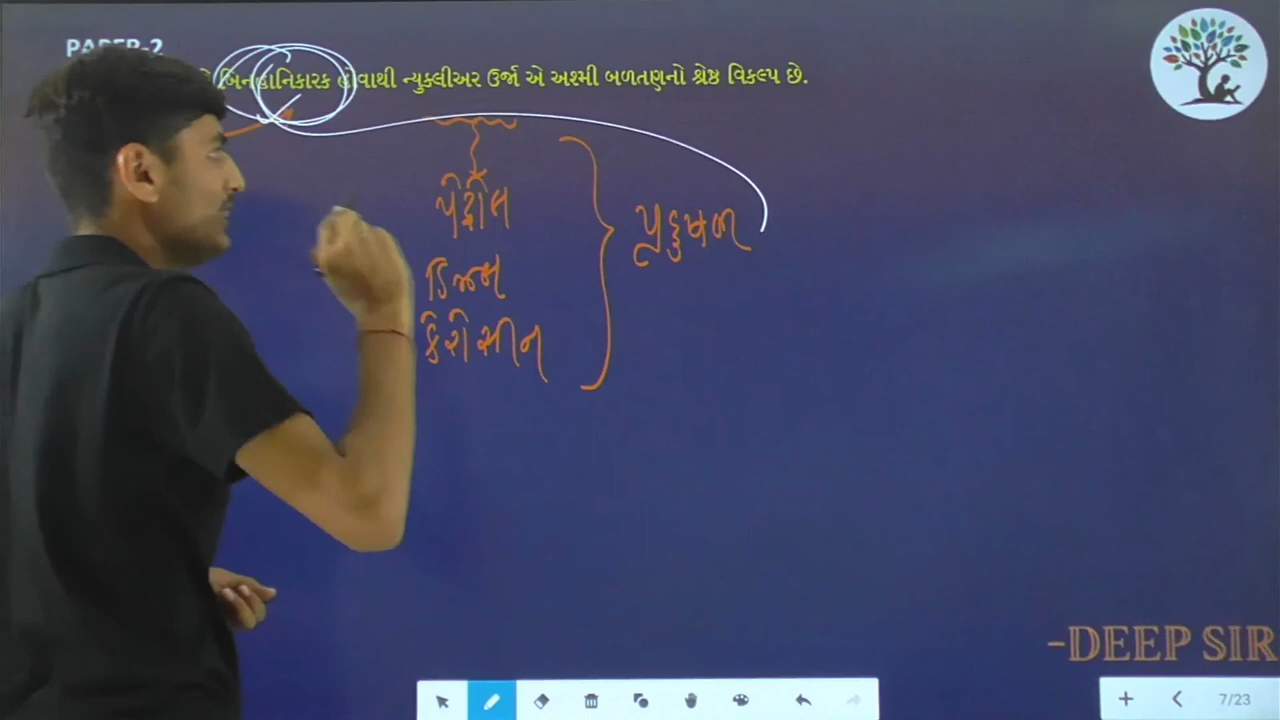 PAPER-2
બિનહાનિકારક હોવાથી ન્યુક્લીઅર ઉર્જા એ અશ્મી બળતણનો શ્રેષ્ઠ વિકલ્પ છે.
પેટ્રોલ
ડિઝલ
કેરોસીન
પ્રદુષણ
-DEEP SIR
7/23